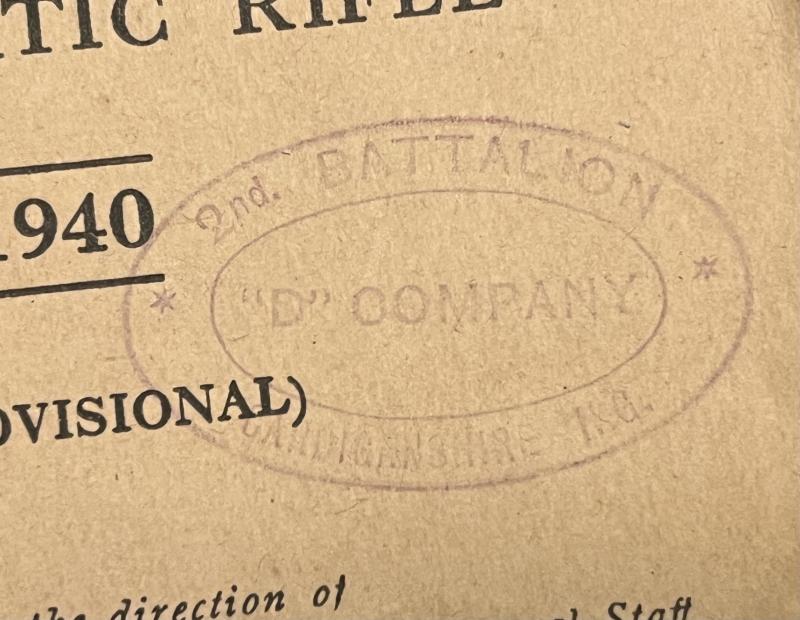 TIC RIFLE
1940
2nd. BATTALION
"D" COMPANY
CARDIGANSHIRE
OVISIONAL)
the direction of
Staff